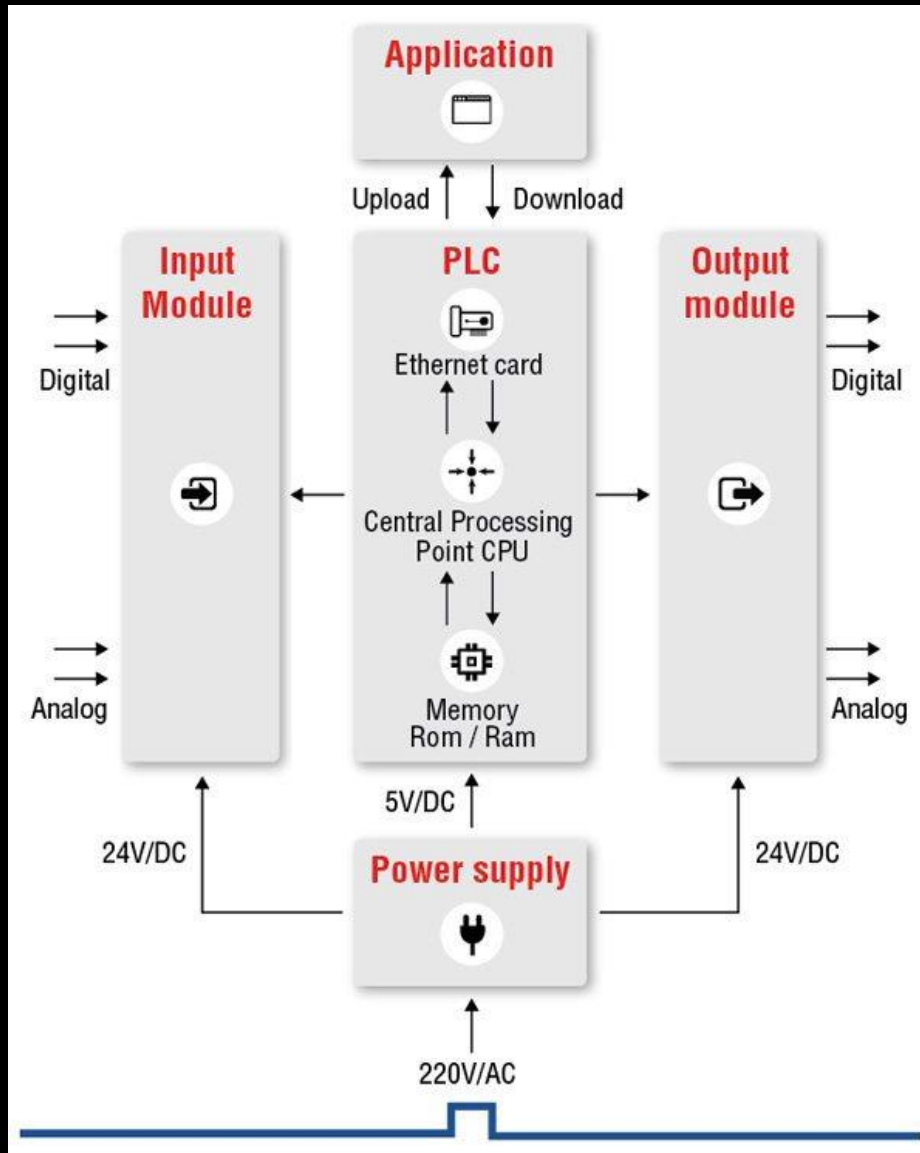 Application
Upload
Download
Input
Module
PLC
Output
module
Ethernet card
Digital
Digital
Central Processing
Point CPU
Analog
Memory
Rom / Ram
Analog
5V/DC
24V/DC
24V/DC
Power supply
220V/AC